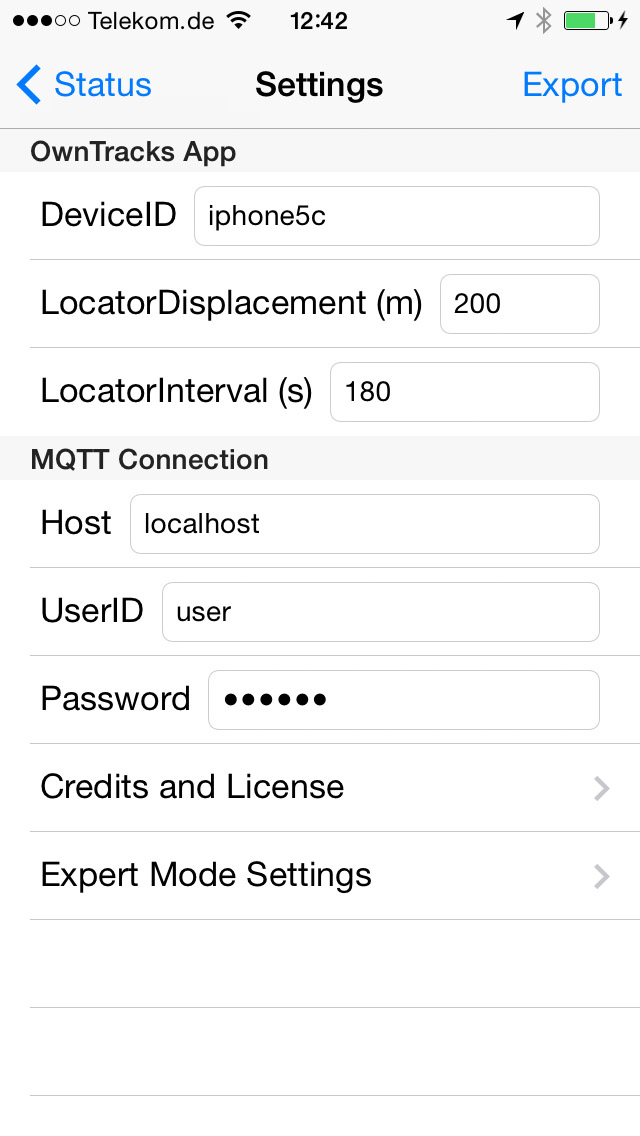 Telekom.de 12:42
Status Settings Export
OwnTracks App
DeviceID iphone5c
LocatorDisplacement (m) 200
LocatorInterval (s) 180
MQTT Connection
Host localhost
UserID user
Password ••••••
Credits and License
Expert Mode Settings